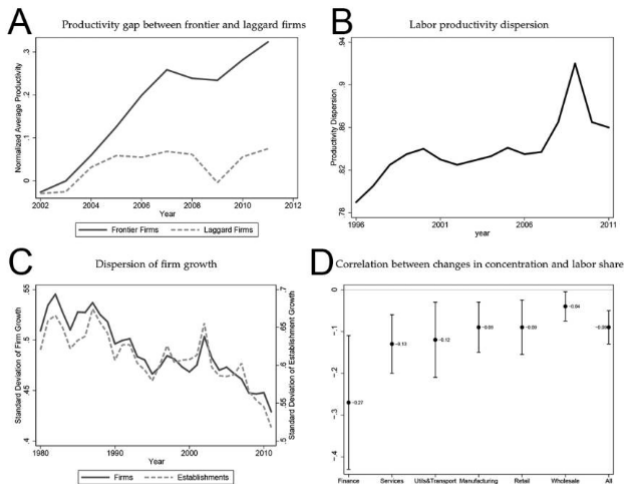 A
Productivity gap between frontier and laggard firms
Normalized Average Productivity
.3
.2
.1
0
2002
2004
2006
2008
2010
2012
Year
Frontier Firms
Laggard Firms
B
Labor productivity dispersion
Productivity Dispersion
.94
.9
.86
.82
.78
1996
2001
2006
2011
year
C
Dispersion of firm growth
Standard Deviation of Firm Growth
.55
.5
.45
.4
Standard Deviation of Establishment Growth
.7
.65
.6
.55
.5
1980
1990
2000
2010
Year
Firms
Establishments
D
Correlation between changes in concentration and labor share
0
-.1
-.2
-.3
-.4
-0.27
-0.13
-0.12
-0.09
-0.09
-0.04
-0.09
Finance
Services
Utils&Transport
Manufacturing
Retail
Wholesale
All